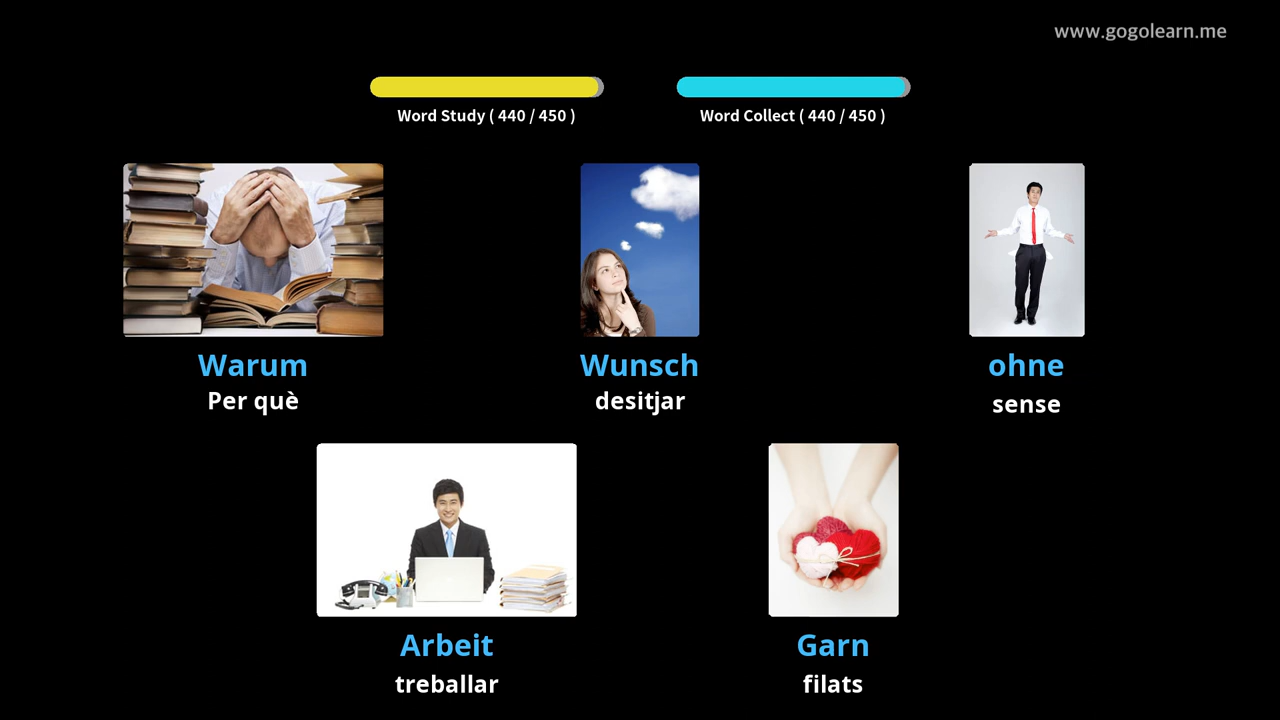 www.gogolearn.me
Word Study ( 440 / 450 )
Word Collect ( 440 / 450 )
Warum
Per què
Wunsch
desitjar
ohne
sense
Arbeit
treballar
Garn
filats